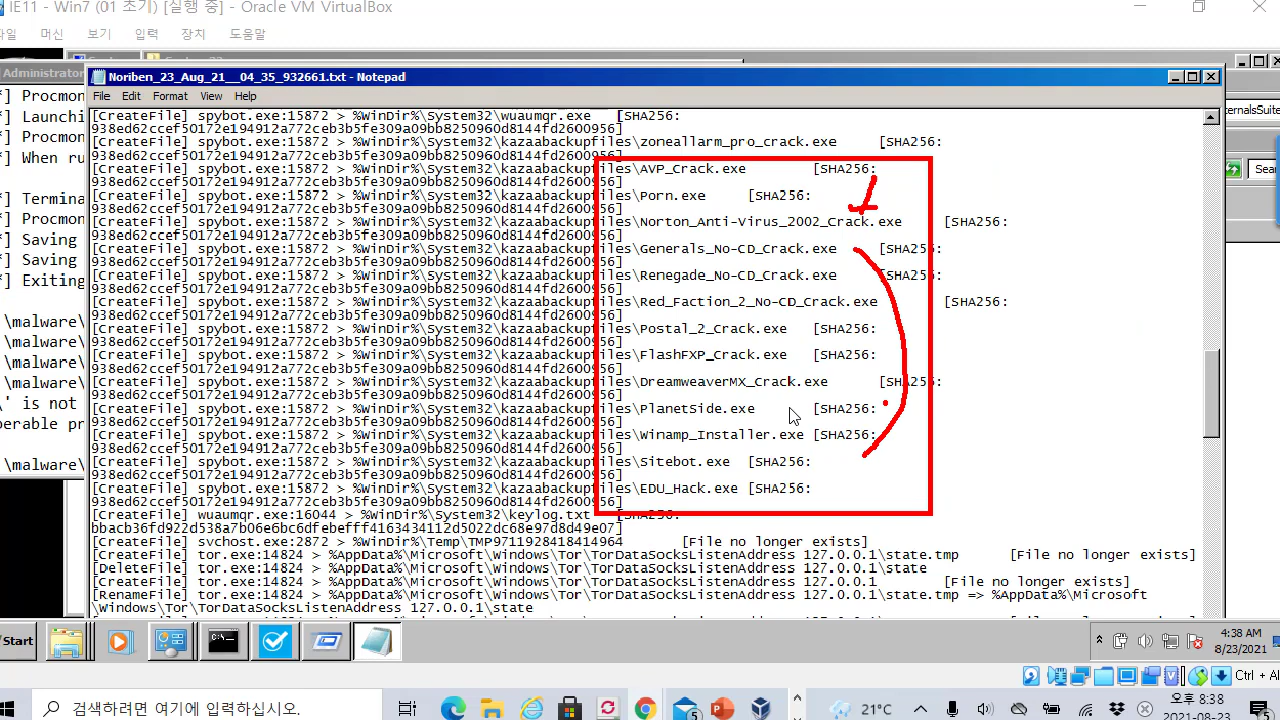 IE11 - Win7 (01 초기) [실행 중] - Oracle VM VirtualBox
파일 머신 보기 입력 장치 도움말
Administrator
Noriben_23_Aug_21__04_35_932661.txt - Notepad
File Edit Format View Help
*] Procmon
*] Launchi
*] Procmon
*] When ru
*] Termina
*] Procmon
*] Saving
*] Saving
*] Exiting
\malware\
\malware\
\malware\
\malware\
\' is not
perable pr
\malware\
[CreateFile] spybot.exe:15872 > %WinDir%\System32\wuaumqr.exe [SHA256:
938ed62ccef50172e194912a772ceb3b5fe309a09bb8250960d8144fd2600956]
[CreateFile] spybot.exe:15872 > %WinDir%\System32\kazaabackupfiles\zoneallarm_pro_crack.exe [SHA256:
938ed62ccef50172e194912a772ceb3b5fe309a09bb8250960d8144fd2600956]
[CreateFile] spybot.exe:15872 > %WinDir%\System32\kazaabackupfiles\AVP_Crack.exe [SHA256:
938ed62ccef50172e194912a772ceb3b5fe309a09bb8250960d8144fd2600956]
[CreateFile] spybot.exe:15872 > %WinDir%\System32\kazaabackupfiles\Porn.exe [SHA256:
938ed62ccef50172e194912a772ceb3b5fe309a09bb8250960d8144fd2600956]
[CreateFile] spybot.exe:15872 > %WinDir%\System32\kazaabackupfiles\Norton_Anti-Virus_2002_Crack.exe [SHA256:
938ed62ccef50172e194912a772ceb3b5fe309a09bb8250960d8144fd2600956]
[CreateFile] spybot.exe:15872 > %WinDir%\System32\kazaabackupfiles\Generals_No-CD_Crack.exe [SHA256:
938ed62ccef50172e194912a772ceb3b5fe309a09bb8250960d8144fd2600956]
[CreateFile] spybot.exe:15872 > %WinDir%\System32\kazaabackupfiles\Renegade_No-CD_Crack.exe [SHA256:
938ed62ccef50172e194912a772ceb3b5fe309a09bb8250960d8144fd2600956]
[CreateFile] spybot.exe:15872 > %WinDir%\System32\kazaabackupfiles\Red_Faction_2_No-CD_Crack.exe [SHA256:
938ed62ccef50172e194912a772ceb3b5fe309a09bb8250960d8144fd2600956]
[CreateFile] spybot.exe:15872 > %WinDir%\System32\kazaabackupfiles\Postal_2_Crack.exe [SHA256:
938ed62ccef50172e194912a772ceb3b5fe309a09bb8250960d8144fd2600956]
[CreateFile] spybot.exe:15872 > %WinDir%\System32\kazaabackupfiles\FlashFXP_Crack.exe [SHA256:
938ed62ccef50172e194912a772ceb3b5fe309a09bb8250960d8144fd2600956]
[CreateFile] spybot.exe:15872 > %WinDir%\System32\kazaabackupfiles\DreamweaverMX_Crack.exe [SHA256:
938ed62ccef50172e194912a772ceb3b5fe309a09bb8250960d8144fd2600956]
[CreateFile] spybot.exe:15872 > %WinDir%\System32\kazaabackupfiles\PlanetSide.exe [SHA256:
938ed62ccef50172e194912a772ceb3b5fe309a09bb8250960d8144fd2600956]
[CreateFile] spybot.exe:15872 > %WinDir%\System32\kazaabackupfiles\Winamp_Installer.exe [SHA256:
938ed62ccef50172e194912a772ceb3b5fe309a09bb8250960d8144fd2600956]
[CreateFile] spybot.exe:15872 > %WinDir%\System32\kazaabackupfiles\Sitebot.exe [SHA256:
938ed62ccef50172e194912a772ceb3b5fe309a09bb8250960d8144fd2600956]
[CreateFile] spybot.exe:15872 > %WinDir%\System32\kazaabackupfiles\EDU_Hack.exe [SHA256:
938ed62ccef50172e194912a772ceb3b5fe309a09bb8250960d8144fd2600956]
[CreateFile] wuaumqr.exe:16044 > %WinDir%\System32\keylog.txt [SHA256:
bbacb36fd922d538a7b06e6bc6dfebefff4163434112d5022dc68e97d8d49e07]
[CreateFile] svchost.exe:2872 > %WinDir%\Temp\TMP9711928418414964 [File no longer exists]
[CreateFile] tor.exe:14824 > %AppData%\Microsoft\Windows\Tor\TorDataSocksListenAddress 127.0.0.1\state.tmp [File no longer exists]
[DeleteFile] tor.exe:14824 > %AppData%\Microsoft\Windows\Tor\TorDataSocksListenAddress 127.0.0.1\state
[CreateFile] tor.exe:14824 > %AppData%\Microsoft\Windows\Tor\TorDataSocksListenAddress 127.0.0.1 [File no longer exists]
[RenameFile] tor.exe:14824 > %AppData%\Microsoft\Windows\Tor\TorDataSocksListenAddress 127.0.0.1\state.tmp => %AppData%\Microsoft
\Windows\Tor\TorDataSocksListenAddress 127.0.0.1\state
ternalsSuite
Sear
Start
4:38 AM
8/23/2021
Ctrl + Al
검색하려면 여기에 입력하십시오.
21°C
오후 8:38
2021-08-23